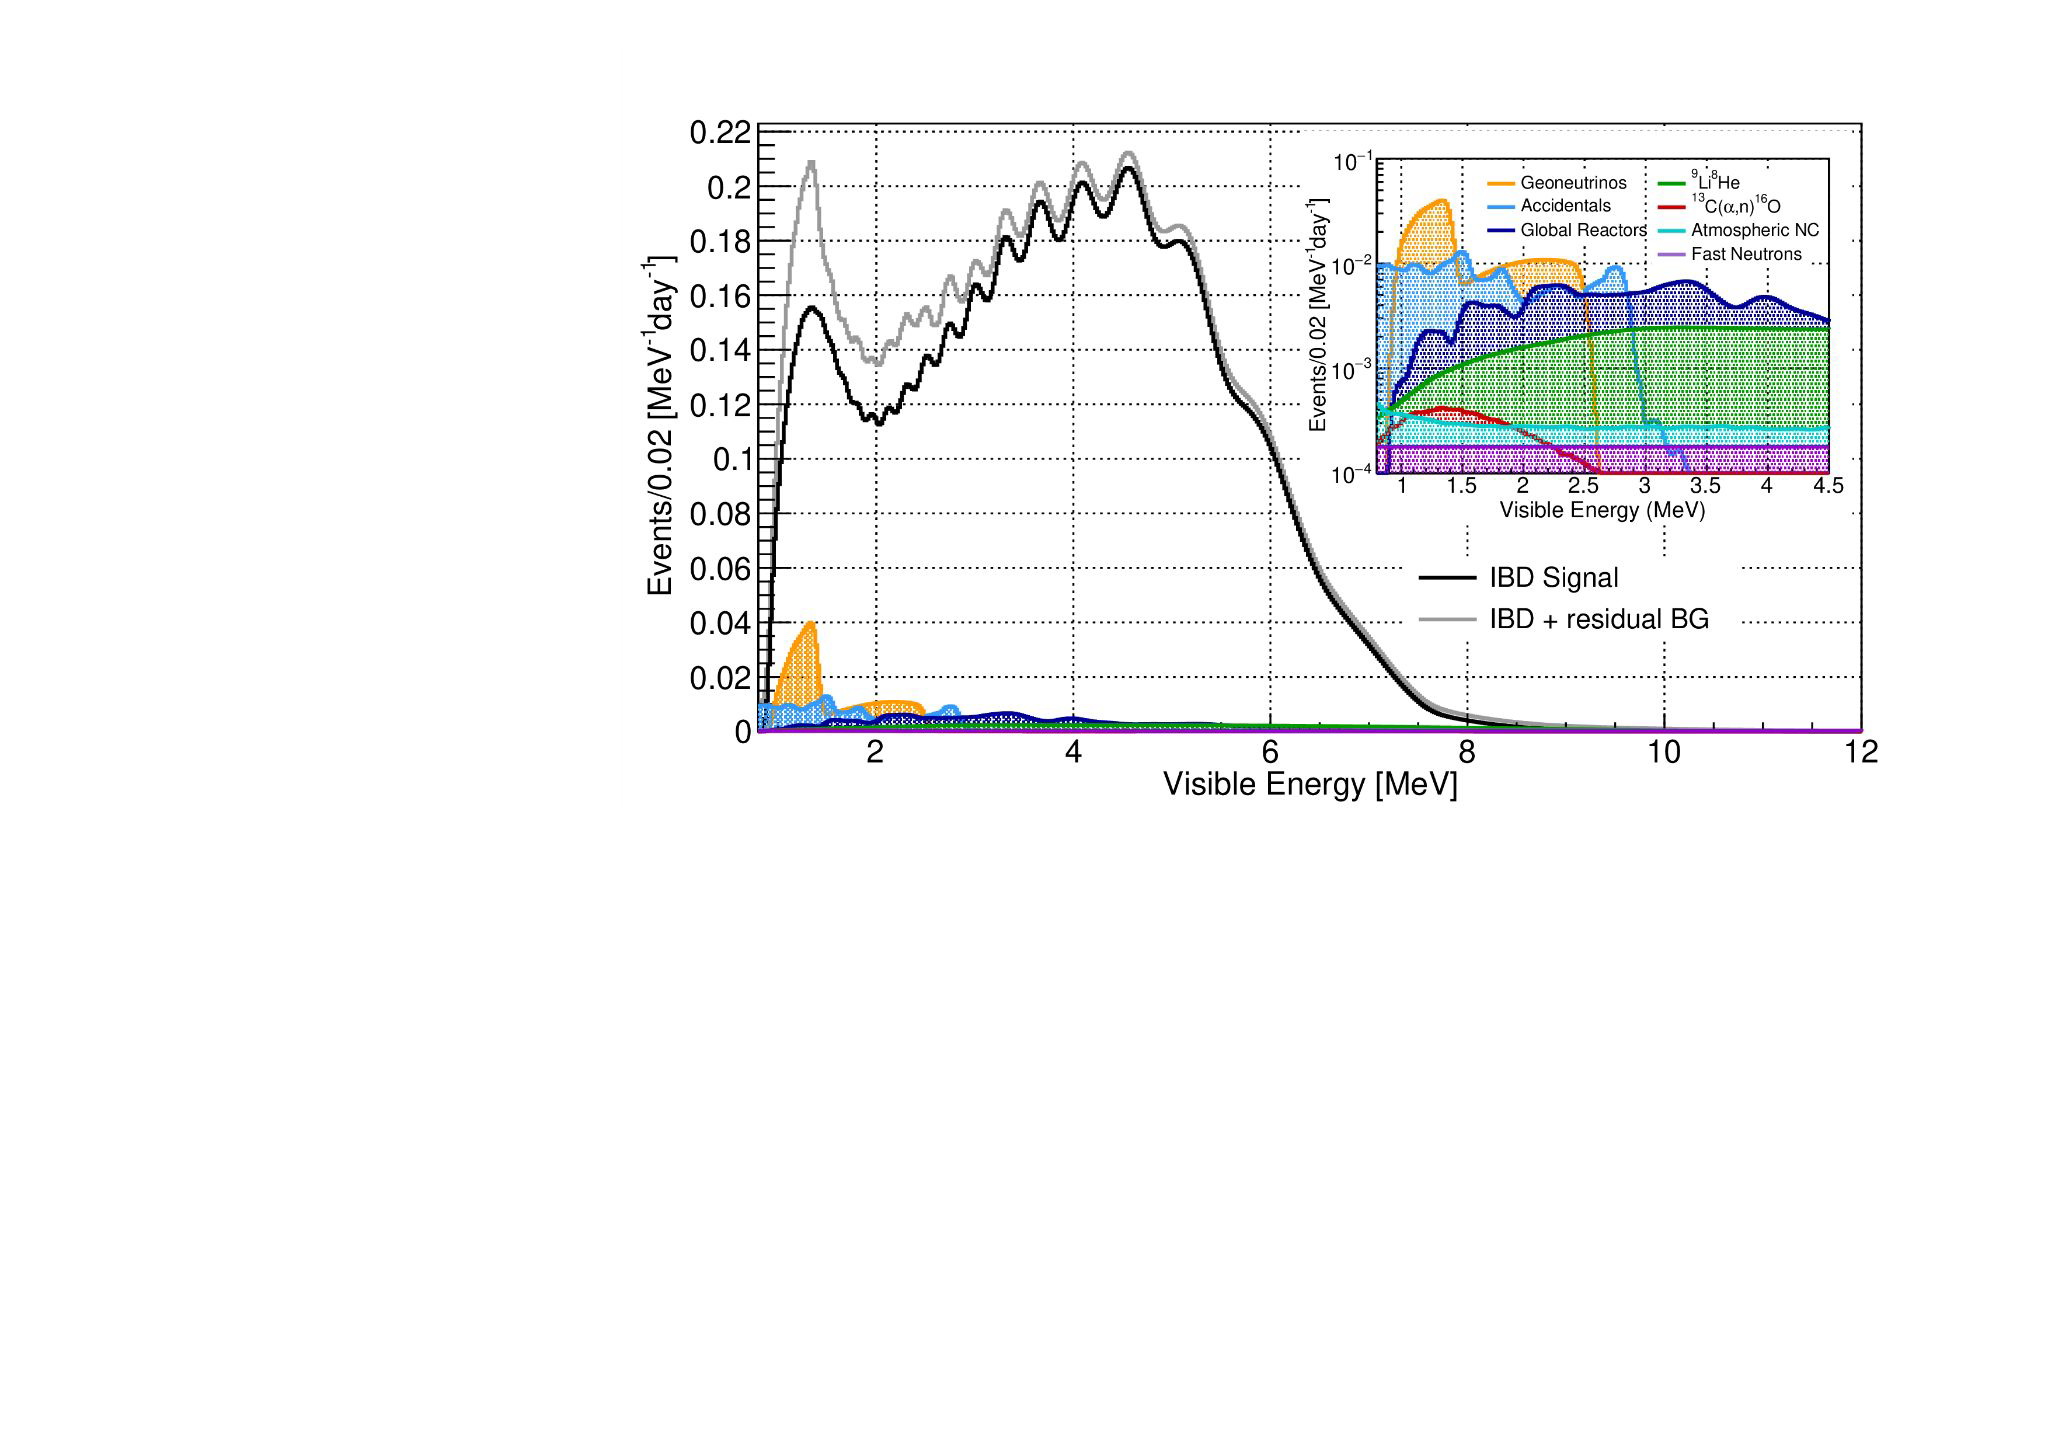 0.22
0.2
0.18
0.16
0.14
0.12
0.1
0.08
0.06
0.04
0.02
0
2
4
6
8
10
12
Visible Energy [MeV]
Events/0.02 [MeV⁻¹day⁻¹]
10⁻¹
10⁻²
10⁻³
10⁻⁴
1
1.5
2
2.5
3
3.5
4
4.5
Visible Energy (MeV)
Events/0.02 [MeV⁻¹day⁻¹]
Geoneutrinos
Accidentals
Global Reactors
⁹Li⁸He
¹³C(α,n)¹⁶O
Atmospheric NC
Fast Neutrons
IBD Signal
IBD + residual BG